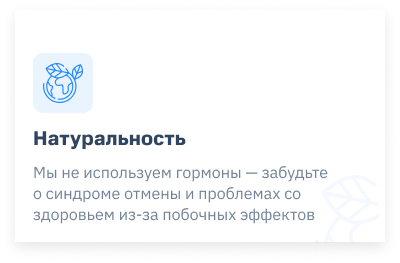 Натуральность
Мы не используем гормоны — забудьте
о синдроме отмены и проблемах со
здоровьем из-за побочных эффектов